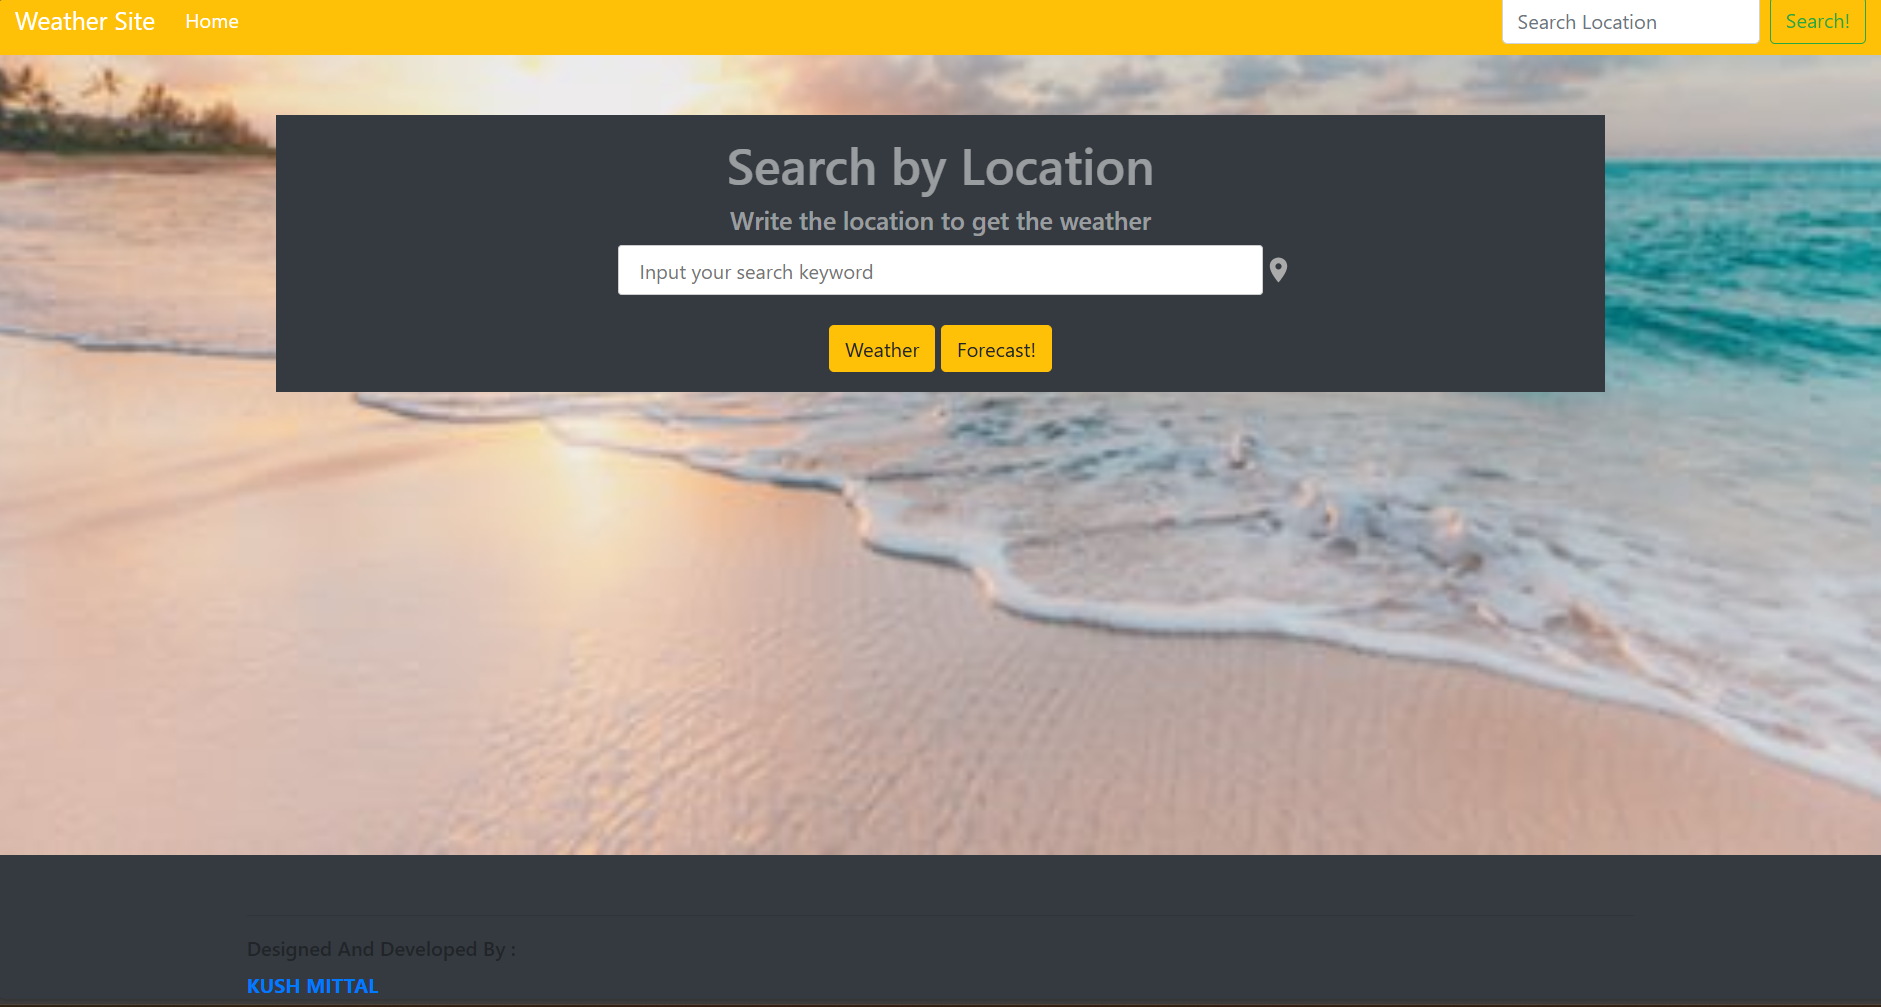 Weather Site Home Search Location Search!
Search by Location
Write the location to get the weather
Input your search keyword
Weather Forecast!
Designed And Developed By :
KUSH MITTAL